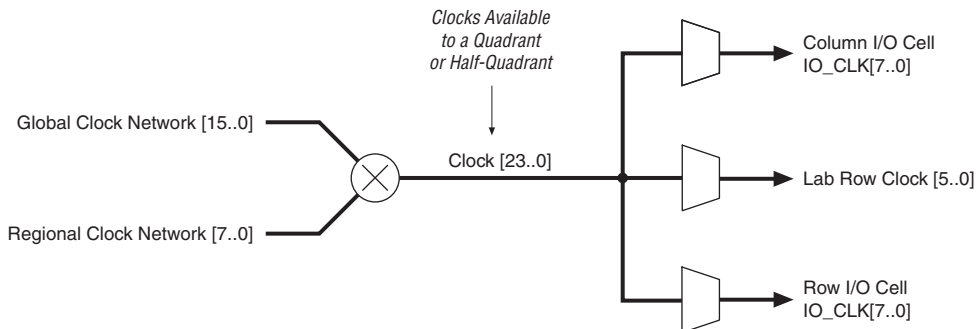 Clocks Available
to a Quadrant
or Half-Quadrant
Column I/O Cell
IO_CLK[7..0]
Global Clock Network [15..0]
Clock [23..0]
Lab Row Clock [5..0]
Regional Clock Network [7..0]
Row I/O Cell
IO_CLK[7..0]